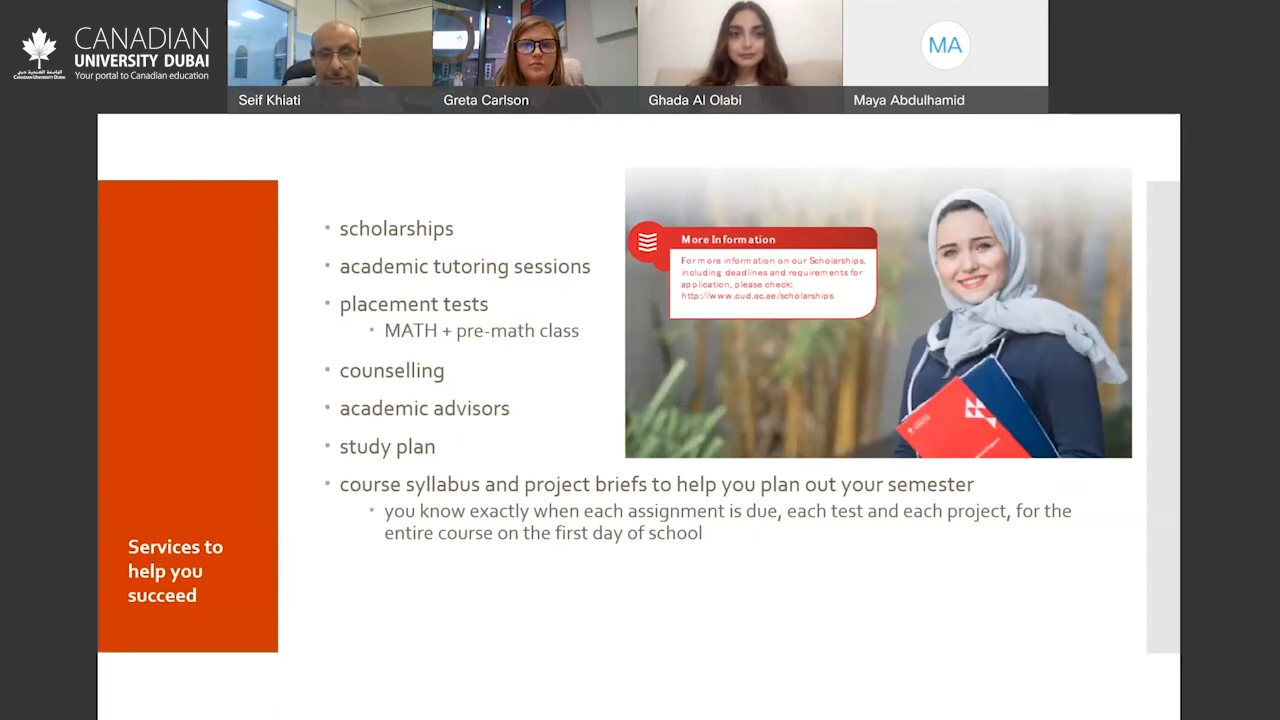 CANADIAN
UNIVERSITY DUBAI
Your portal to Canadian education
CANADIAN UNIVERSITY DUBAI
Seif Khiati
Greta Carlson
Ghada Al Olabi
MA
Maya Abdulhamid
Services to
help you
succeed
• scholarships
• academic tutoring sessions
• placement tests
• MATH + pre-math class
• counselling
• academic advisors
• study plan
• course syllabus and project briefs to help you plan out your semester
• you know exactly when each assignment is due, each test and each project, for the
entire course on the first day of school
More Information
For more information on our Scholarships,
including deadlines and requirements for
application, please check:
http://www.cud.ac.ae/scholarships